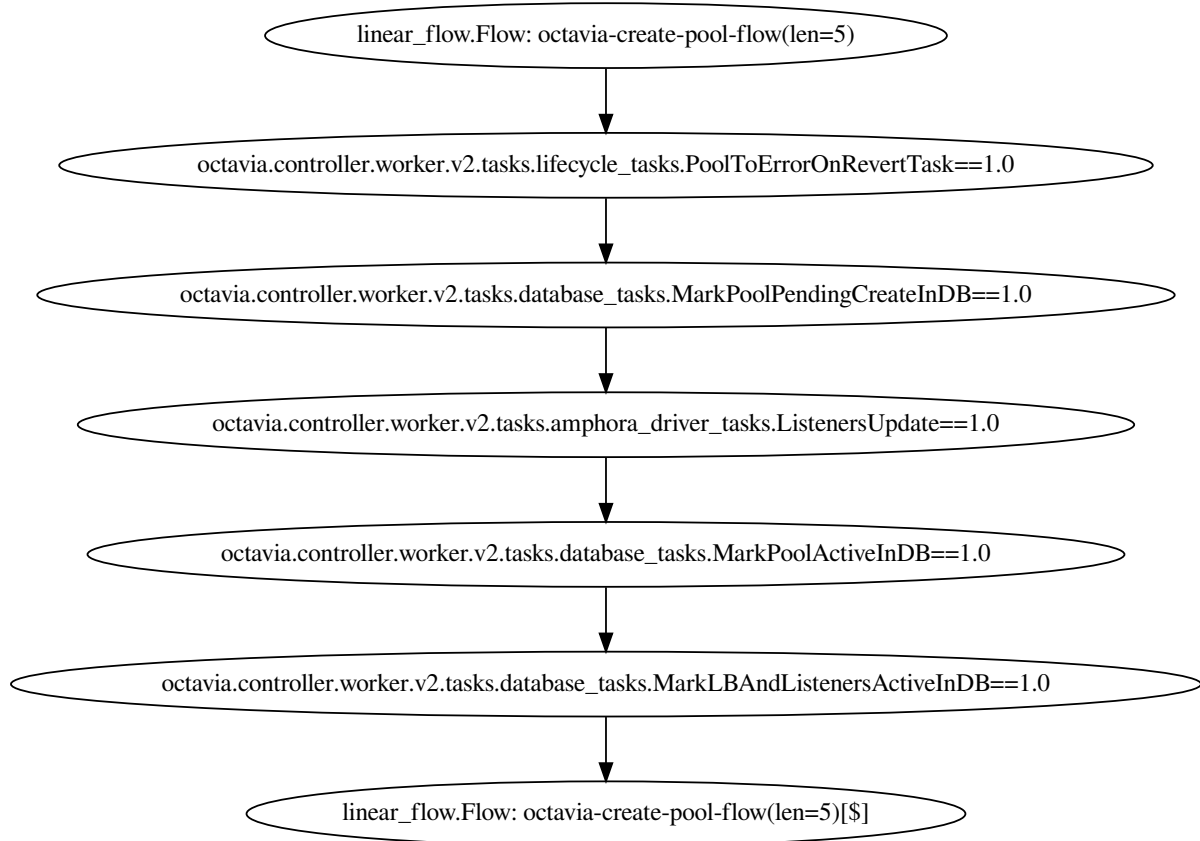 linear_flow.Flow: octavia-create-pool-flow(len=5)
octavia.controller.worker.v2.tasks.lifecycle_tasks.PoolToErrorOnRevertTask==1.0
octavia.controller.worker.v2.tasks.database_tasks.MarkPoolPendingCreateInDB==1.0
octavia.controller.worker.v2.tasks.amphora_driver_tasks.ListenersUpdate==1.0
octavia.controller.worker.v2.tasks.database_tasks.MarkPoolActiveInDB==1.0
octavia.controller.worker.v2.tasks.database_tasks.MarkLBAndListenersActiveInDB==1.0
linear_flow.Flow: octavia-create-pool-flow(len=5)[$]